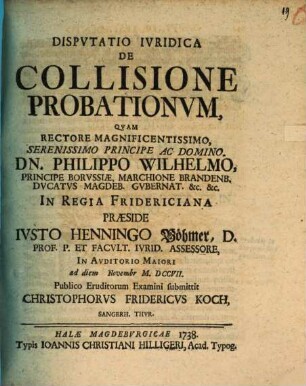 19
DISPVTATIO IVRIDICA
DE
COLLISIONE
PROBATIONVM,
QVAM
RECTORE MAGNIFICENTISSIMO,
SERENISSIMO PRINCIPE AC DOMINO.
DN. PHILIPPO WILHELMO,
PRINCIPE BORVSSIÆ, MARCHIONE BRANDENB.
DVCATVS MAGDEB. GVBERNAT. &c. &c.
IN REGIA FRIDERICIANA
PRÆSIDE
IVSTO HENNINGO Böhmer, D.
PROF. P. ET FACVLT. IVRID. ASSESSORE,
IN AVDITORIO MAIORI
ad diem Novembr M. DCCVII.
Publico Eruditorum Examini submittit
CHRISTOPHORVS FRIDERICVS KOCH,
SANGERH. THVR.
HALÆ MAGDEBVRGICAE 1738.
Typis IOANNIS CHRISTIANI HILLIGERI, Acad. Typog.